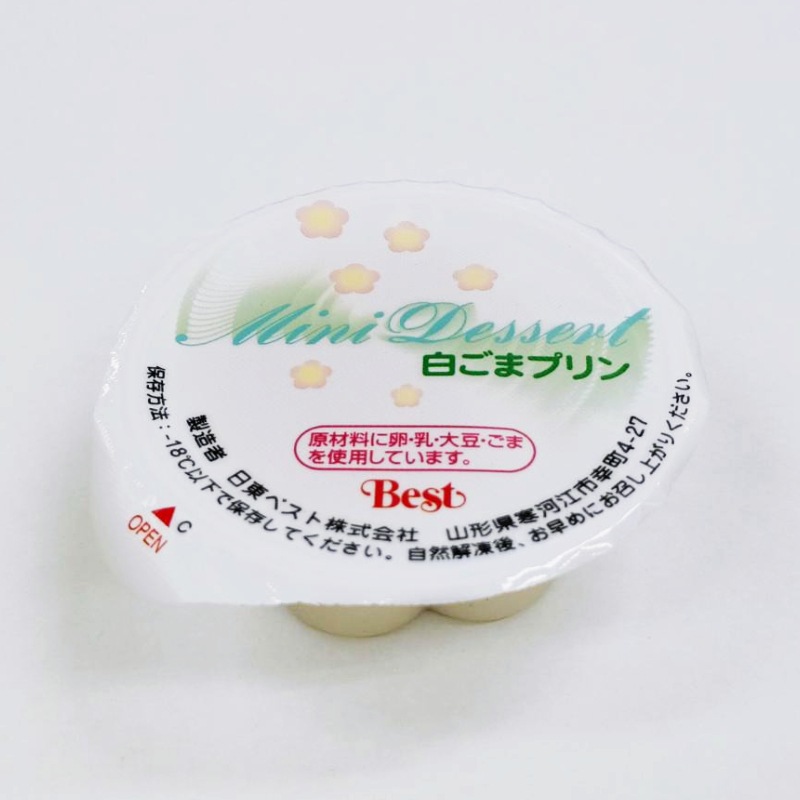 Mini Dessert
白ごまプリン
原材料に卵・乳・大豆・ごま
を使用しています。
Best
製造者 日東ベスト株式会社 山形県寒河江市幸町4-27
保存方法：-18℃以下で保存してください。自然解凍後、お早めにお召し上がりください。
C
OPEN